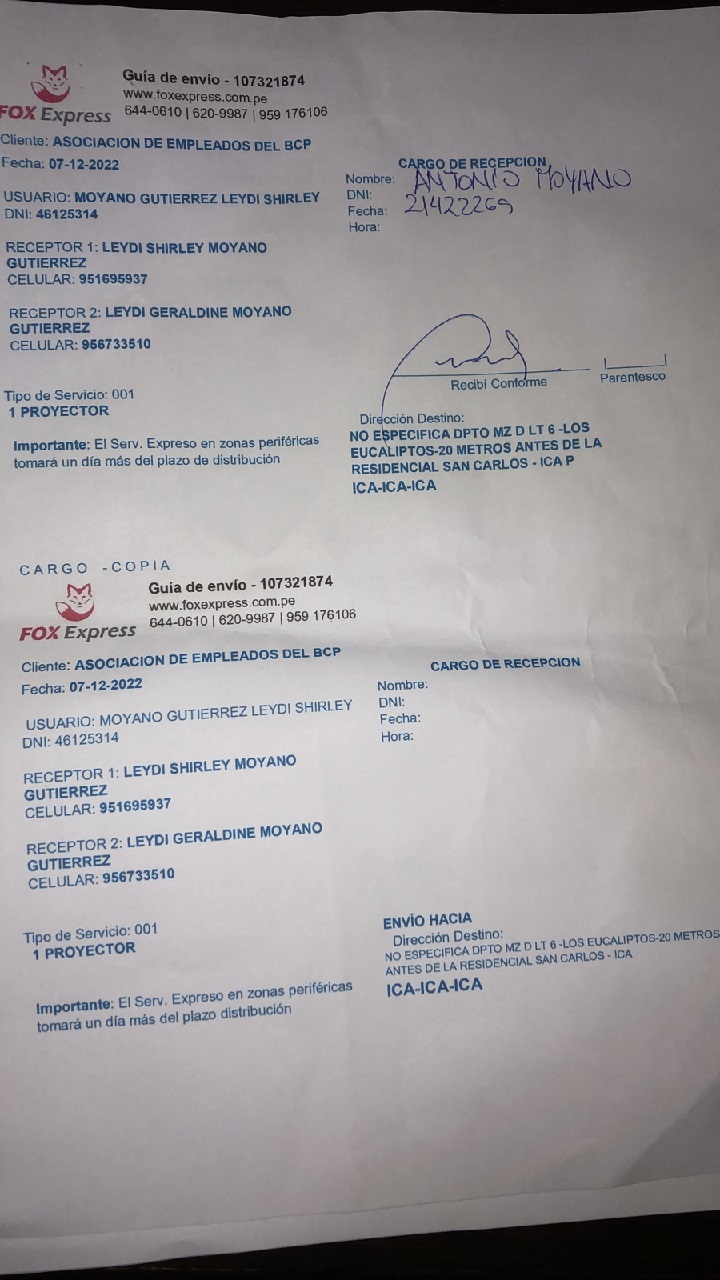 FOX Express
Guía de envio - 107321874
www.foxexpress.com.pe
644-0610 | 620-9987 | 959 176106
Cliente: ASOCIACION DE EMPLEADOS DEL BCP
Fecha: 07-12-2022
USUARIO: MOYANO GUTIERREZ LEYDI SHIRLEY
DNI: 46125314
RECEPTOR 1: LEYDI SHIRLEY MOYANO
GUTIERREZ
CELULAR: 951695937
RECEPTOR 2: LEYDI GERALDINE MOYANO
GUTIERREZ
CELULAR: 956733510
Tipo de Servicio: 001
1 PROYECTOR
Importante: El Serv. Expreso en zonas periféricas
tomará un día más del plazo de distribución
CARGO DE RECEPCION
Nombre: ANTONIO MOYANO
DNI: 21422269
Fecha:
Hora:
Recibí Conforme
Parentesco
Dirección Destino:
NO ESPECIFICA DPTO MZ D LT 6 -LOS
EUCALIPTOS-20 METROS ANTES DE LA
RESIDENCIAL SAN CARLOS - ICA P
ICA-ICA-ICA
CARGO -COPIA
FOX Express
Guía de envío - 107321874
www.foxexpress.com.pe
644-0610 | 620-9987 | 959 176106
Cliente: ASOCIACION DE EMPLEADOS DEL BCP
Fecha: 07-12-2022
USUARIO: MOYANO GUTIERREZ LEYDI SHIRLEY
DNI: 46125314
RECEPTOR 1: LEYDI SHIRLEY MOYANO
GUTIERREZ
CELULAR: 951695937
RECEPTOR 2: LEYDI GERALDINE MOYANO
GUTIERREZ
CELULAR: 956733510
Tipo de Servicio: 001
1 PROYECTOR
Importante: El Serv. Expreso en zonas periféricas
tomará un día más del plazo distribución
CARGO DE RECEPCION
Nombre:
DNI:
Fecha:
Hora:
ENVÍO HACIA
Dirección Destino:
NO ESPECIFICA DPTO MZ D LT 6 -LOS EUCALIPTOS-20 METROS
ANTES DE LA RESIDENCIAL SAN CARLOS - ICA
ICA-ICA-ICA